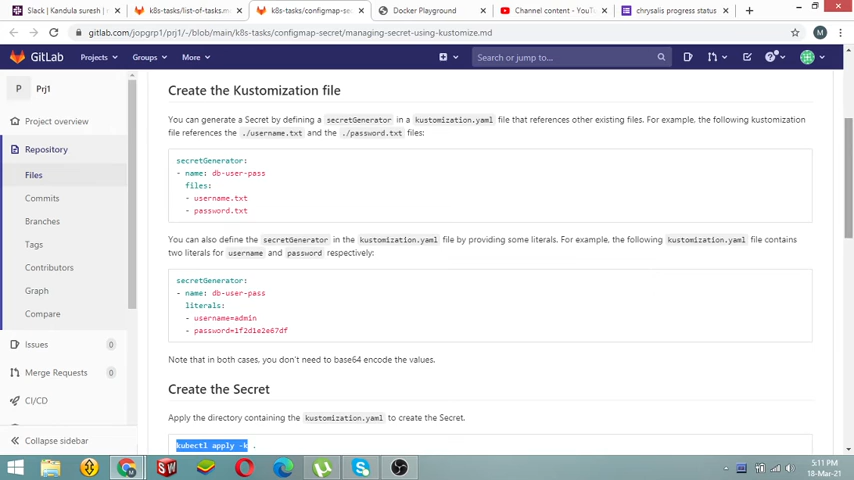 Slack | Kandula suresh |
k8s-tasks/list-of-tasks.m
k8s-tasks/configmap-sec
Docker Playground
Channel content - YouT
chrysalis progress status
gitlab.com/jopgrp1/prj1/-/blob/main/k8s-tasks/configmap-secret/managing-secret-using-kustomize.md
M
GitLab
Projects
Groups
More
Search or jump to...
P
Prj1
Project overview
Repository
Files
Commits
Branches
Tags
Contributors
Graph
Compare
Issues
0
Merge Requests
0
CI/CD
Collapse sidebar
Create the Kustomization file
You can generate a Secret by defining a secretGenerator in a kustomization.yaml file that references other existing files. For example, the following kustomization
file references the ./username.txt and the ./password.txt files:
secretGenerator:
- name: db-user-pass
files:
- username.txt
- password.txt
You can also define the secretGenerator in the kustomization.yaml file by providing some literals. For example, the following kustomization.yaml file contains
two literals for username and password respectively:
secretGenerator:
- name: db-user-pass
literals:
- username=admin
- password=1f2d1e2e67df
Note that in both cases, you don't need to base64 encode the values.
Create the Secret
Apply the directory containing the kustomization.yaml to create the Secret.
kubectl apply -k .
5:11 PM
18-Mar-21